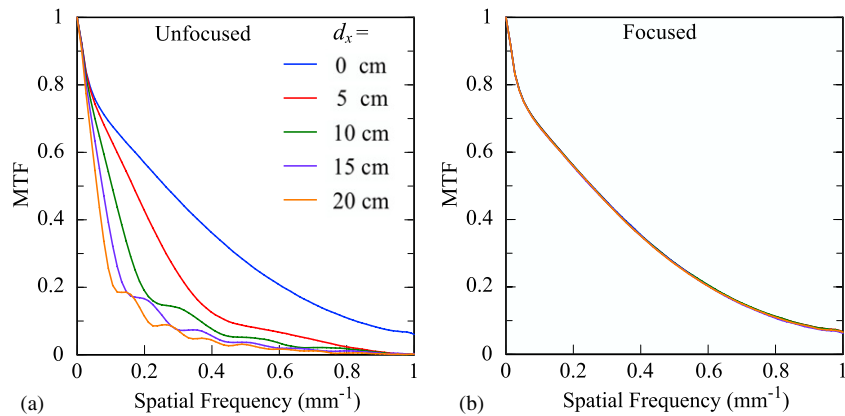 Unfocused
dx =
0 cm
5 cm
10 cm
15 cm
20 cm
1
0.8
0.6
0.4
0.2
0
MTF
0 0.2 0.4 0.6 0.8 1
Spatial Frequency (mm-1)
(a)
Focused
1
0.8
0.6
0.4
0.2
0
MTF
0 0.2 0.4 0.6 0.8 1
Spatial Frequency (mm-1)
(b)